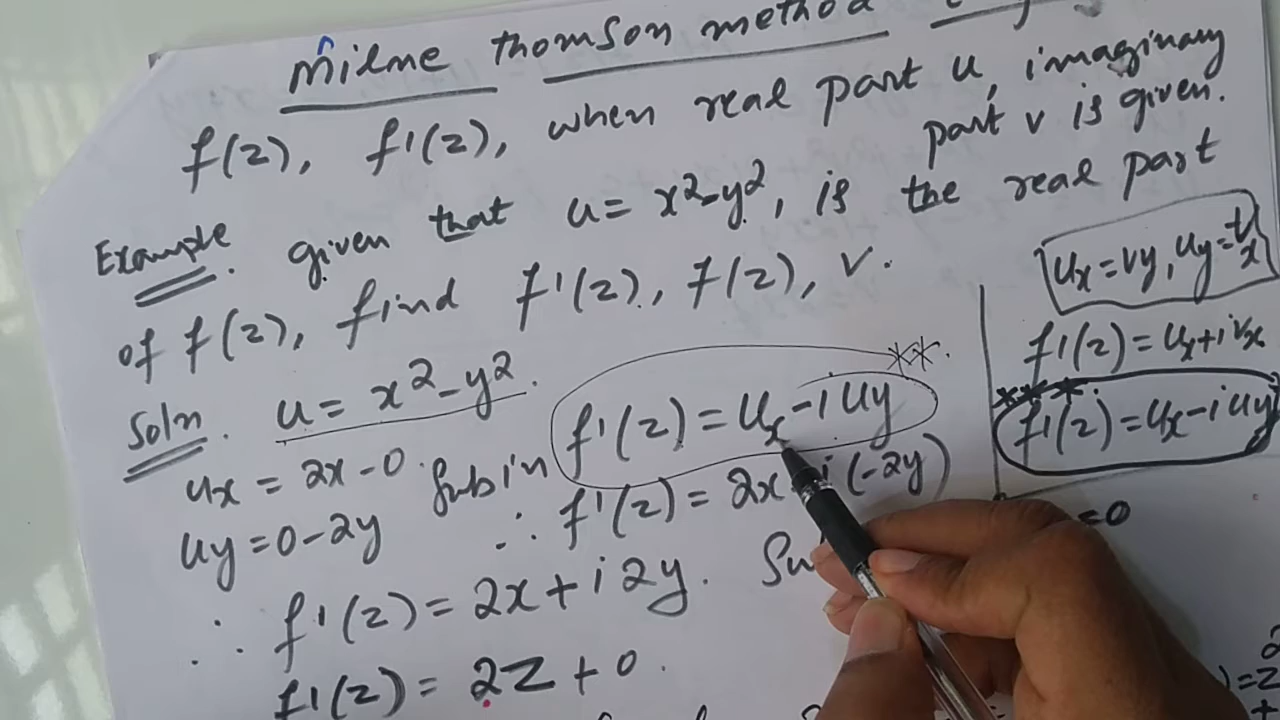 Milne Thomson method
f(z), f'(z), when real part u, imaginary
part v is given.
Example. given that u = x²-y², is the real part
of f(z), find f'(z), f(z), v.
Soln. u = x²-y².
ux = 2x-0. Sub in f'(z) = ux-iuy **.
uy = 0-2y ∴ f'(z) = 2x i(-2y)
∴ f'(z) = 2x+i2y.
f'(z) = 2z+0.
ux = vy, uy = -vx
f'(z) = ux+ivx
***
f'(z) = ux-iuy
=0